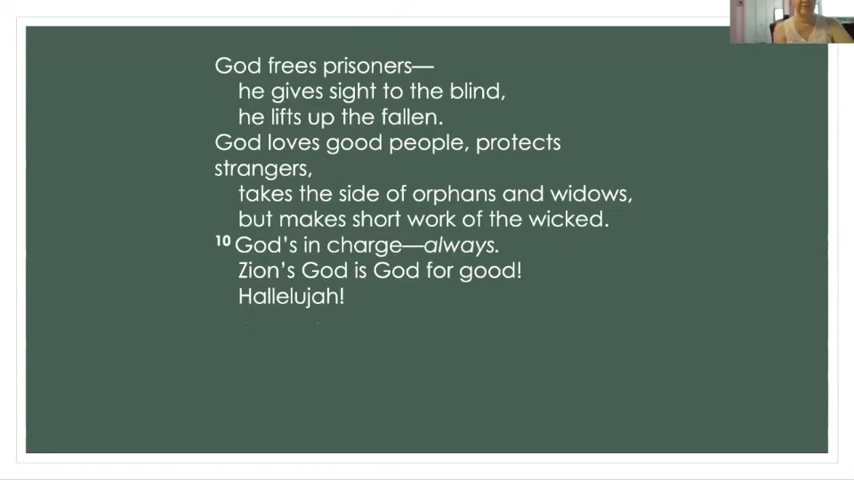 God frees prisoners—
he gives sight to the blind,
he lifts up the fallen.
God loves good people, protects
strangers,
takes the side of orphans and widows,
but makes short work of the wicked.
10 God's in charge—always.
Zion's God is God for good!
Hallelujah!